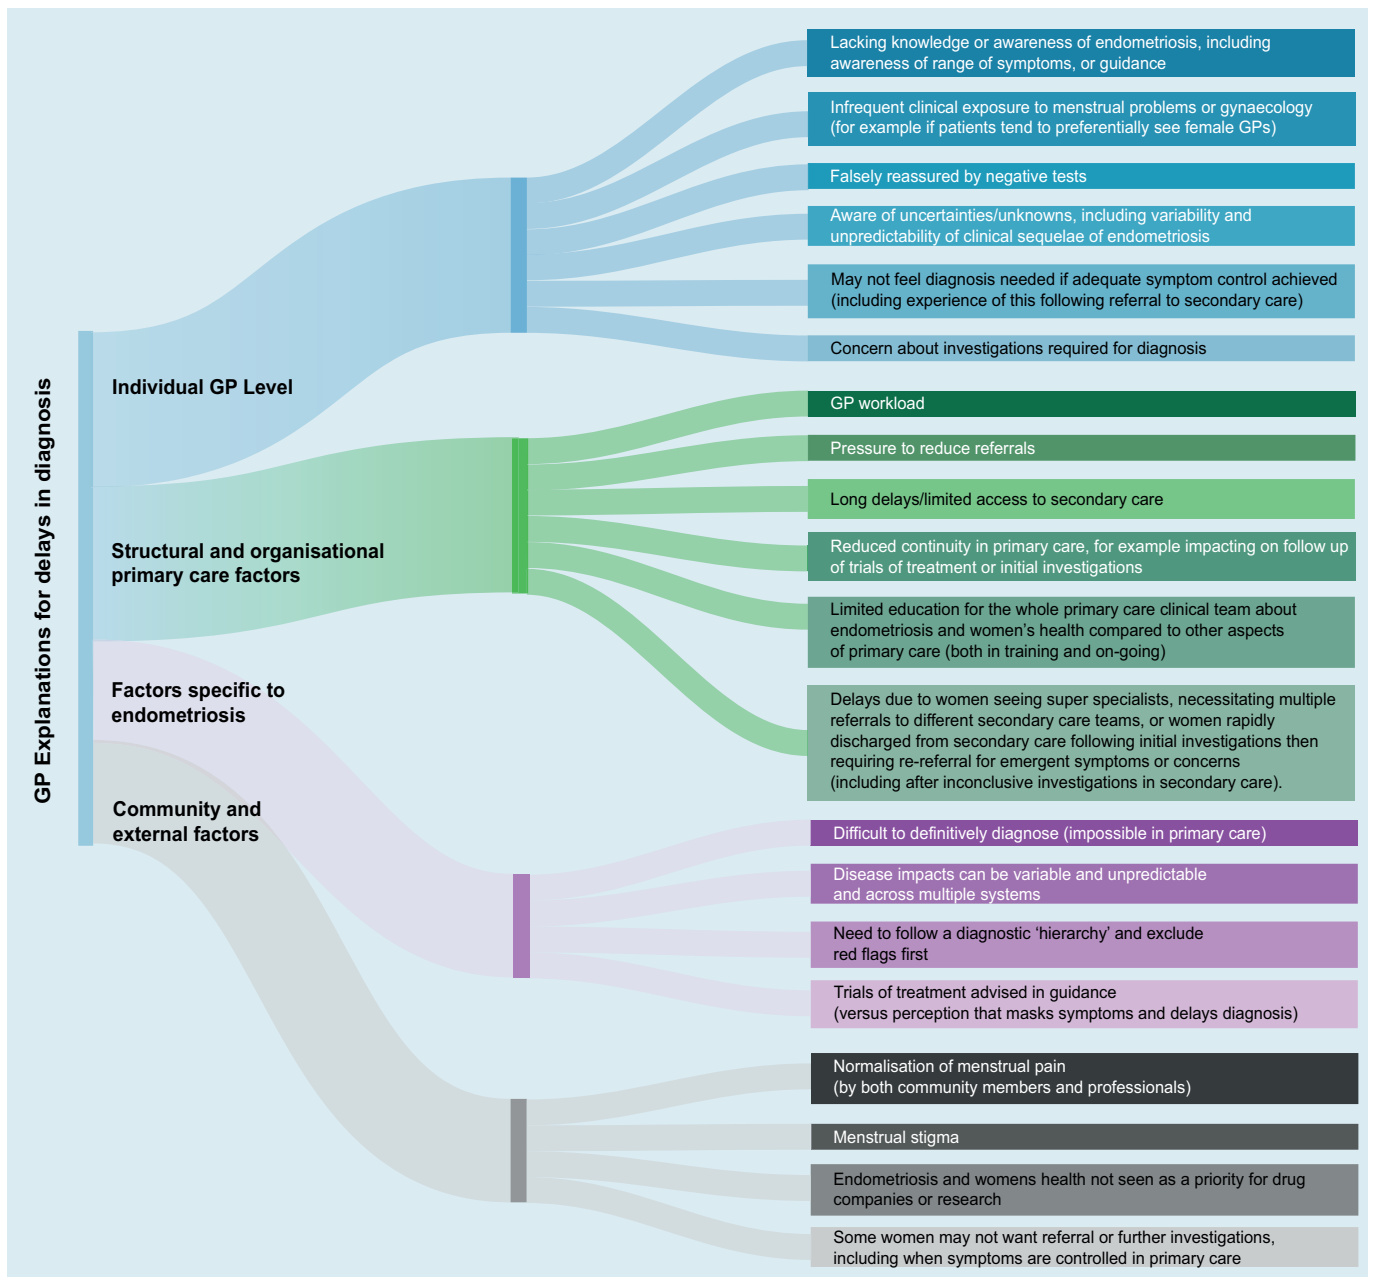 GP Explanations for delays in diagnosis
Individual GP Level
Lacking knowledge or awareness of endometriosis, including
awareness of range of symptoms, or guidance
Infrequent clinical exposure to menstrual problems or gynaecology
(for example if patients tend to preferentially see female GPs)
Falsely reassured by negative tests
Aware of uncertainties/unknowns, including variability and
unpredictability of clinical sequelae of endometriosis
May not feel diagnosis needed if adequate symptom control achieved
(including experience of this following referral to secondary care)
Concern about investigations required for diagnosis
Structural and organisational
primary care factors
GP workload
Pressure to reduce referrals
Long delays/limited access to secondary care
Reduced continuity in primary care, for example impacting on follow up
of trials of treatment or initial investigations
Limited education for the whole primary care clinical team about
endometriosis and women’s health compared to other aspects
of primary care (both in training and on-going)
Delays due to women seeing super specialists, necessitating multiple
referrals to different secondary care teams, or women rapidly
discharged from secondary care following initial investigations then
requiring re-referral for emergent symptoms or concerns
(including after inconclusive investigations in secondary care).
Factors specific to
endometriosis
Difficult to definitively diagnose (impossible in primary care)
Disease impacts can be variable and unpredictable
and across multiple systems
Need to follow a diagnostic ‘hierarchy’ and exclude
red flags first
Trials of treatment advised in guidance
(versus perception that masks symptoms and delays diagnosis)
Community and
external factors
Normalisation of menstrual pain
(by both community members and professionals)
Menstrual stigma
Endometriosis and womens health not seen as a priority for drug
companies or research
Some women may not want referral or further investigations,
including when symptoms are controlled in primary care